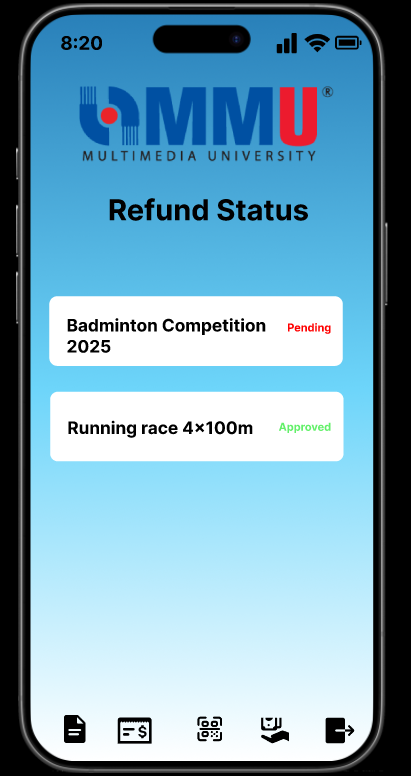 8:20
MMU®
MULTIMEDIA UNIVERSITY
Refund Status
Badminton Competition
2025
Pending
Running race 4×100m
Approved
$